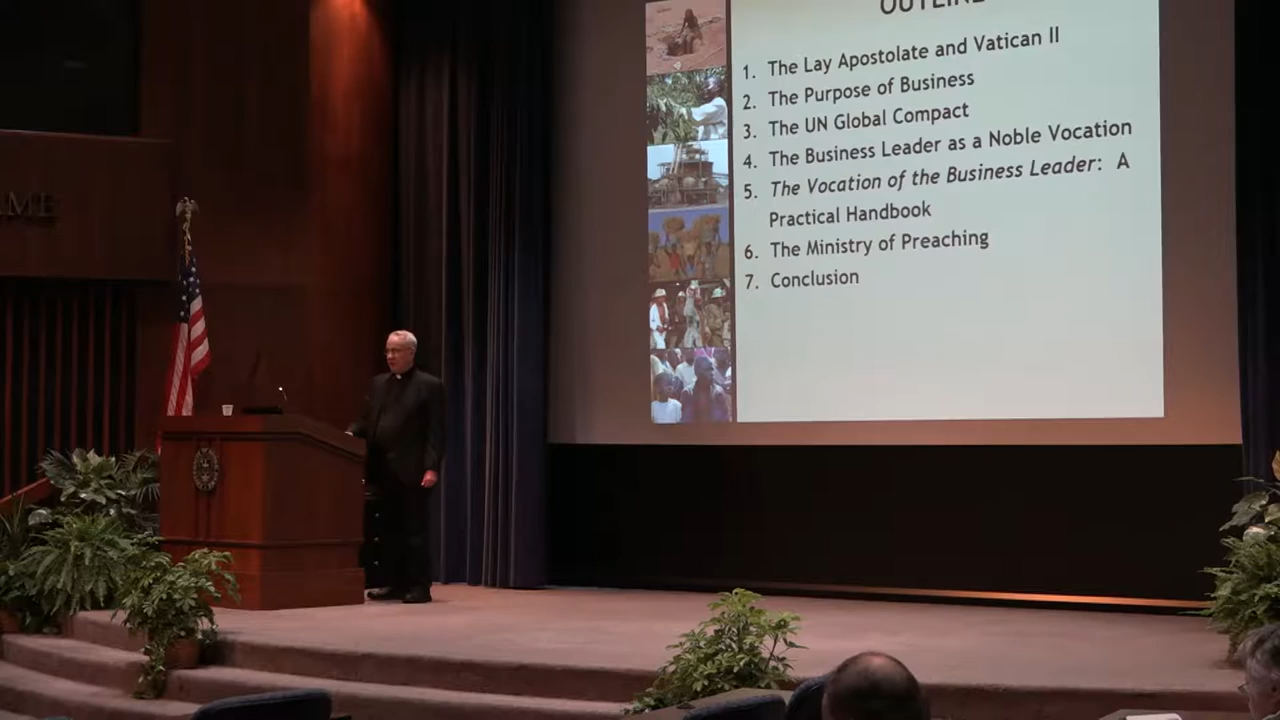 OUTLINE
1. The Lay Apostolate and Vatican II
2. The Purpose of Business
3. The UN Global Compact
4. The Business Leader as a Noble Vocation
5. The Vocation of the Business Leader: A
Practical Handbook
6. The Ministry of Preaching
7. Conclusion
AME